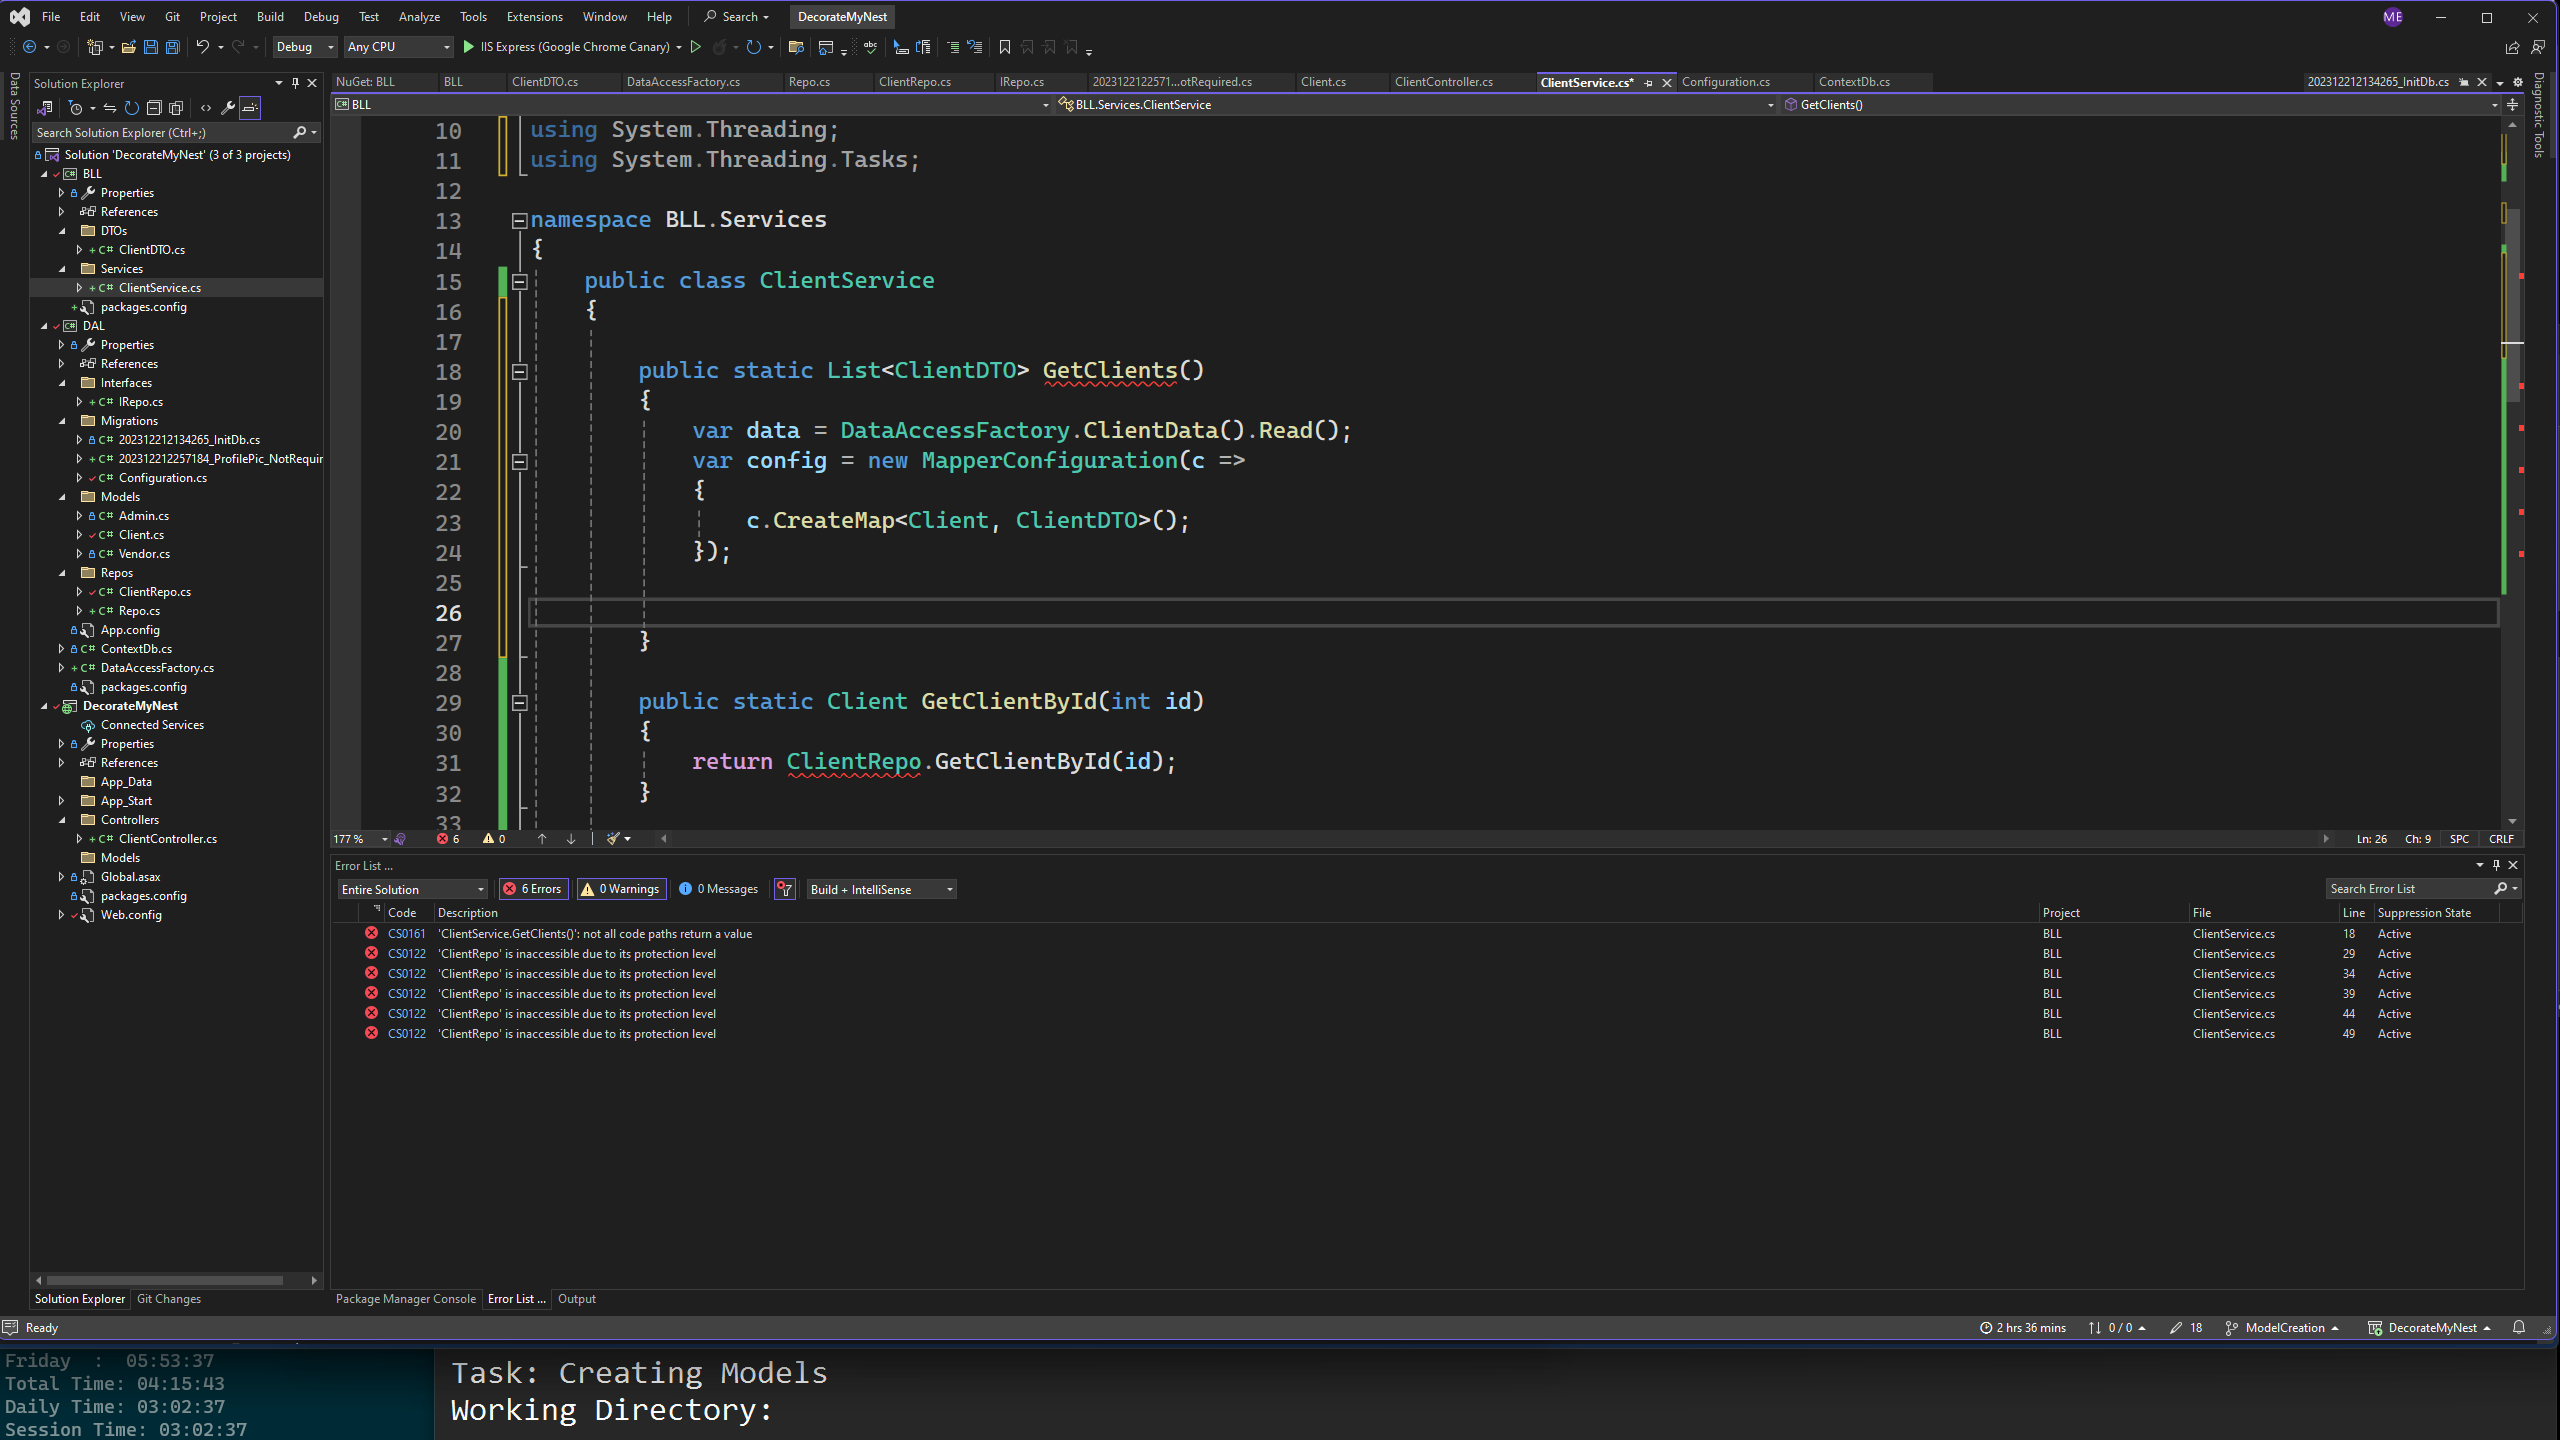 File Edit View Git Project Build Debug Test Analyze Tools Extensions Window Help Search DecorateMyNest ME
Debug Any CPU IIS Express (Google Chrome Canary)
Data Sources
Solution Explorer
Search Solution Explorer (Ctrl+;)
Solution 'DecorateMyNest' (3 of 3 projects)
BLL
Properties
References
DTOs
C# ClientDTO.cs
Services
C# ClientService.cs
packages.config
DAL
Properties
References
Interfaces
C# IRepo.cs
Migrations
C# 202312212134265_InitDb.cs
C# 202312212257184_ProfilePic_NotRequir
C# Configuration.cs
Models
C# Admin.cs
C# Client.cs
C# Vendor.cs
Repos
C# ClientRepo.cs
C# Repo.cs
App.config
C# ContextDb.cs
C# DataAccessFactory.cs
packages.config
DecorateMyNest
Connected Services
Properties
References
App_Data
App_Start
Controllers
C# ClientController.cs
Models
Global.asax
packages.config
Web.config
Solution Explorer Git Changes
NuGet: BLL BLL ClientDTO.cs DataAccessFactory.cs Repo.cs ClientRepo.cs IRepo.cs 2023122122571...otRequired.cs Client.cs ClientController.cs ClientService.cs* Configuration.cs ContextDb.cs 202312212134265_InitDb.cs
C# BLL BLL.Services.ClientService GetClients()
Diagnostic Tools
10 using System.Threading;
11 using System.Threading.Tasks;
12
13 namespace BLL.Services
14 {
15 public class ClientService
16 {
17
18 public static List<ClientDTO> GetClients()
19 {
20 var data = DataAccessFactory.ClientData().Read();
21 var config = new MapperConfiguration(c =>
22 {
23 c.CreateMap<Client, ClientDTO>();
24 });
25
26
27 }
28
29 public static Client GetClientById(int id)
30 {
31 return ClientRepo.GetClientById(id);
32 }
33
177 % 6 0 Ln: 26 Ch: 9 SPC CRLF
Error List ...
Entire Solution 6 Errors 0 Warnings 0 Messages Build + IntelliSense Search Error List
Code Description Project File Line Suppression State
CS0161 'ClientService.GetClients()': not all code paths return a value BLL ClientService.cs 18 Active
CS0122 'ClientRepo' is inaccessible due to its protection level BLL ClientService.cs 29 Active
CS0122 'ClientRepo' is inaccessible due to its protection level BLL ClientService.cs 34 Active
CS0122 'ClientRepo' is inaccessible due to its protection level BLL ClientService.cs 39 Active
CS0122 'ClientRepo' is inaccessible due to its protection level BLL ClientService.cs 44 Active
CS0122 'ClientRepo' is inaccessible due to its protection level BLL ClientService.cs 49 Active
Package Manager Console Error List ... Output
Ready 2 hrs 36 mins 0 / 0 18 ModelCreation DecorateMyNest
Friday : 05:53:37
Total Time: 04:15:43
Daily Time: 03:02:37
Session Time: 03:02:37
Task: Creating Models
Working Directory: